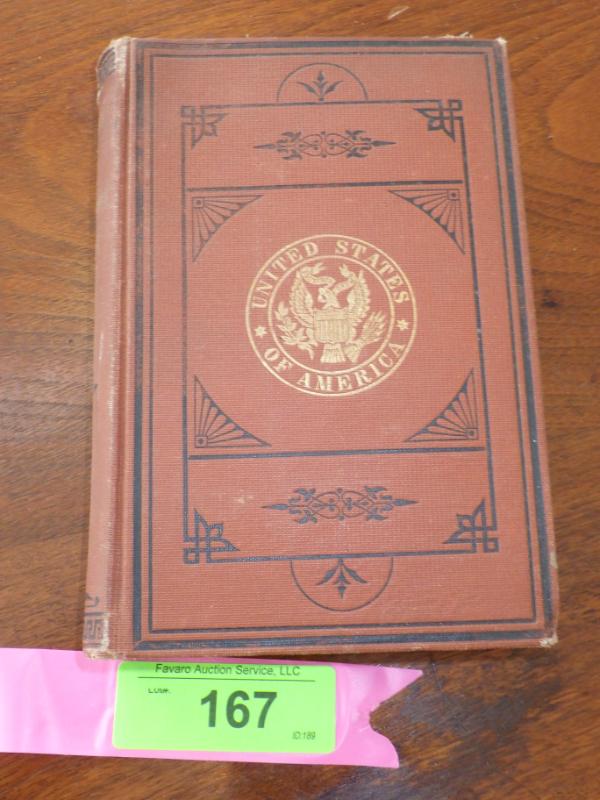 UNITED STATES
OF AMERICA
Favaro Auction Service, LLC
167
ID:189